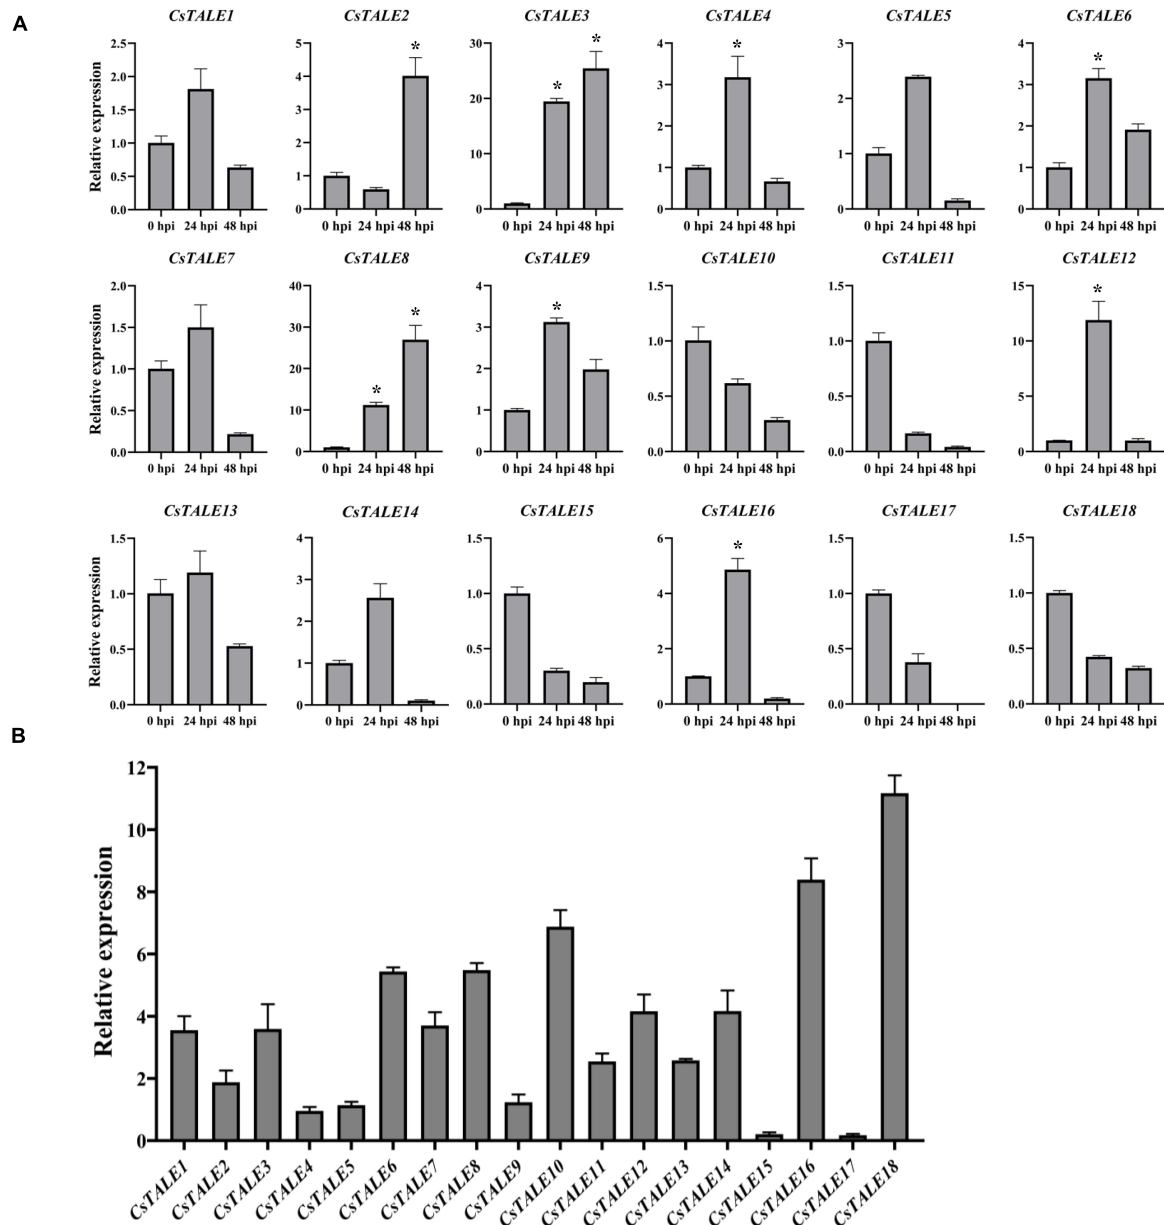 A
CsTALE1 CsTALE2 CsTALE3 CsTALE4 CsTALE5 CsTALE6
Relative expression
2.5 5 30 4 3 4
* * * * *
2.0 4 3 3
1.5 3 20 2
1.0 2 10 2 1 2
0.5 1 1 1
0.0 0 0 0 0 0
0 hpi 24 hpi 48 hpi 0 hpi 24 hpi 48 hpi 0 hpi 24 hpi 48 hpi 0 hpi 24 hpi 48 hpi 0 hpi 24 hpi 48 hpi 0 hpi 24 hpi 48 hpi
CsTALE7 CsTALE8 CsTALE9 CsTALE10 CsTALE11 CsTALE12
Relative expression
2.0 40 4 1.5 1.5 15
* * * *
1.5 30 3 1.0 1.0 10
1.0 20 2
0.5 10 1 0.5 0.5 5
0.0 0 0 0.0 0.0 0
0 hpi 24 hpi 48 hpi 0 hpi 24 hpi 48 hpi 0 hpi 24 hpi 48 hpi 0 hpi 24 hpi 48 hpi 0 hpi 24 hpi 48 hpi 0 hpi 24 hpi 48 hpi
CsTALE13 CsTALE14 CsTALE15 CsTALE16 CsTALE17 CsTALE18
Relative expression
1.5 4 1.5 6 1.5 1.5
*
1.0 3 1.0 4 1.0 1.0
2
0.5 1 0.5 2 0.5 0.5
0.0 0 0.0 0 0.0 0.0
0 hpi 24 hpi 48 hpi 0 hpi 24 hpi 48 hpi 0 hpi 24 hpi 48 hpi 0 hpi 24 hpi 48 hpi 0 hpi 24 hpi 48 hpi 0 hpi 24 hpi 48 hpi
B
Relative expression
12
10
8
6
4
2
0
CsTALE1 CsTALE2 CsTALE3 CsTALE4 CsTALE5 CsTALE6 CsTALE7 CsTALE8 CsTALE9 CsTALE10 CsTALE11 CsTALE12 CsTALE13 CsTALE14 CsTALE15 CsTALE16 CsTALE17 CsTALE18